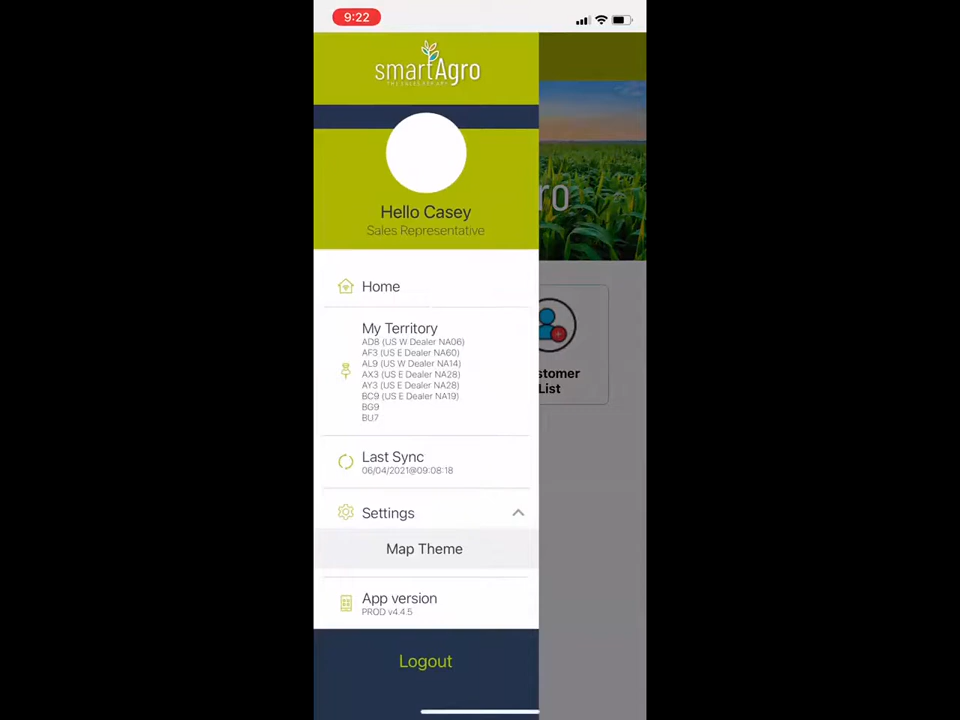 9:22
smartAgro
Hello Casey
Sales Representative
Home
My Territory
AD8 (US W Dealer NA06)
AF3 (US E Dealer NA60)
AL9 (US W Dealer NA14)
AX3 (US E Dealer NA28)
AY3 (US E Dealer NA28)
BC9 (US E Dealer NA19)
BG9
BU7
Last Sync
06/04/2021@09:08:18
Settings
Map Theme
App version
PROD v4.4.5
Logout
ro
stomer
List